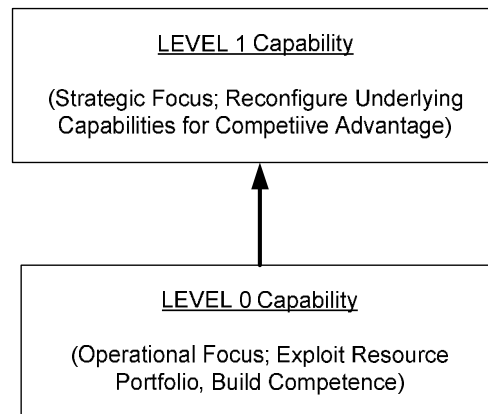 LEVEL 1 Capability
(Strategic Focus; Reconfigure Underlying
Capabilities for Competiive Advantage)
LEVEL 0 Capability
(Operational Focus; Exploit Resource
Portfolio, Build Competence)